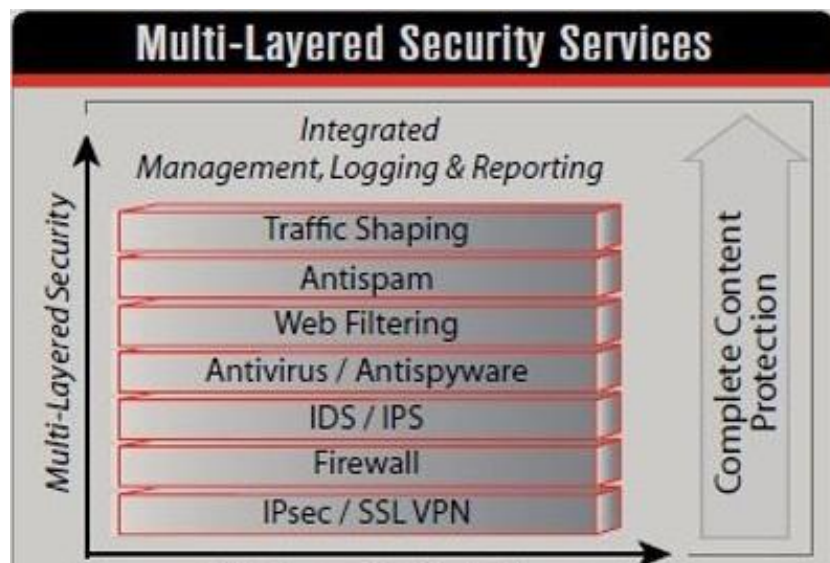 Multi-Layered Security Services
Integrated
Management, Logging & Reporting
Multi-Layered Security
Traffic Shaping
Antispam
Web Filtering
Antivirus / Antispyware
IDS / IPS
Firewall
IPsec / SSL VPN
Complete Content
Protection